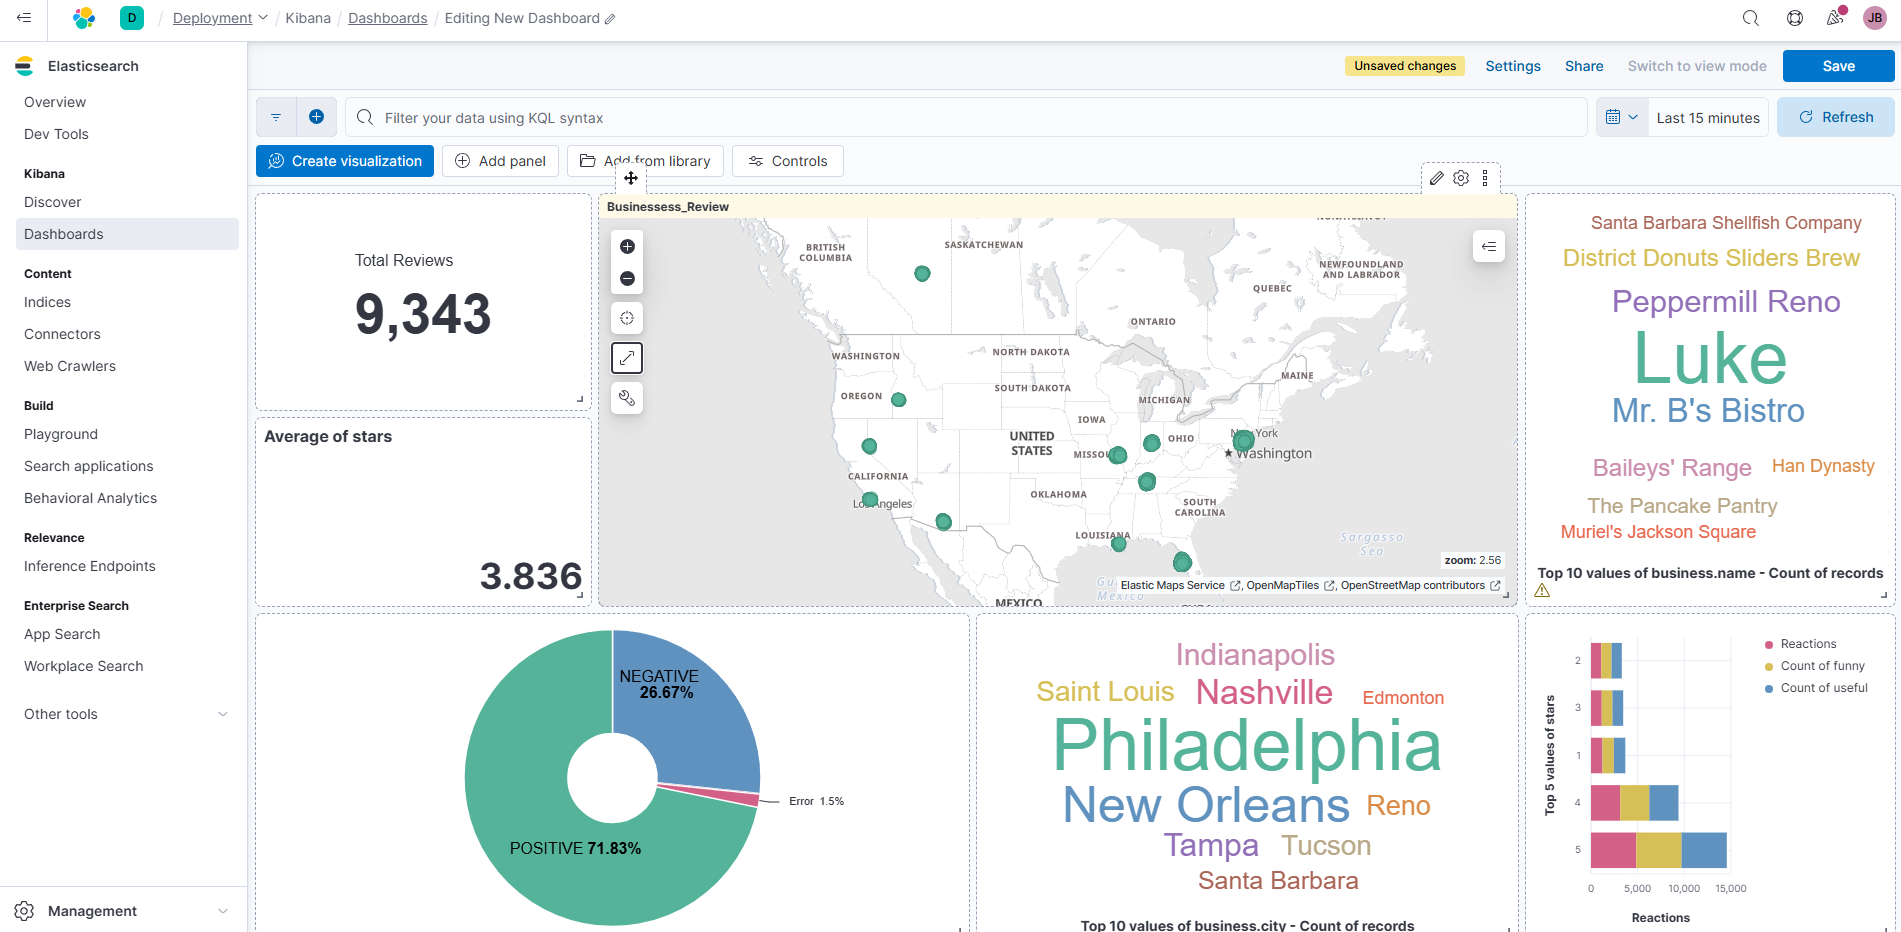 D / Deployment / Kibana / Dashboards / Editing New Dashboard
JB
Elasticsearch
Overview
Dev Tools
Kibana
Discover
Dashboards
Content
Indices
Connectors
Web Crawlers
Build
Playground
Search applications
Behavioral Analytics
Relevance
Inference Endpoints
Enterprise Search
App Search
Workplace Search
Other tools
Management
Unsaved changes
Settings
Share
Switch to view mode
Save
Filter your data using KQL syntax
Last 15 minutes
Refresh
Create visualization
Add panel
Add from library
Controls
Total Reviews
9,343
Average of stars
3.836
Businessess_Review
BRITISH
COLUMBIA
SASKATCHEWAN
NEWFOUNDLAND
AND LABRADOR
QUEBEC
ONTARIO
WASHINGTON
NORTH DAKOTA
MAINE
SOUTH DAKOTA
OREGON
MICHIGAN
IOWA
UNITED
STATES
OHIO
New York
Washington
CALIFORNIA
OKLAHOMA
Los Angeles
SOUTH
CAROLINA
LOUISIANA
Sargasso
Sea
zoom: 2.56
Elastic Maps Service , OpenMapTiles , OpenStreetMap contributors
Mexico
MEXICO
Santa Barbara Shellfish Company
District Donuts Sliders Brew
Peppermill Reno
Luke
Mr. B's Bistro
Baileys' Range
Han Dynasty
The Pancake Pantry
Muriel's Jackson Square
Top 10 values of business.name - Count of records
NEGATIVE
26.67%
Error 1.5%
POSITIVE 71.83%
Indianapolis
Saint Louis
Nashville
Edmonton
Philadelphia
New Orleans
Reno
Tampa
Tucson
Santa Barbara
Top 10 values of business.city - Count of records
Top 5 values of stars
2
3
1
4
5
0
5,000
10,000
15,000
Reactions
Reactions
Count of funny
Count of useful